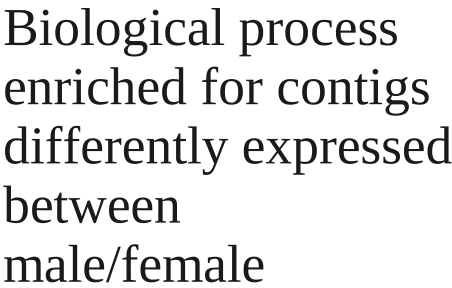 Biological process
enriched for contigs
differently expressed
between
male/female